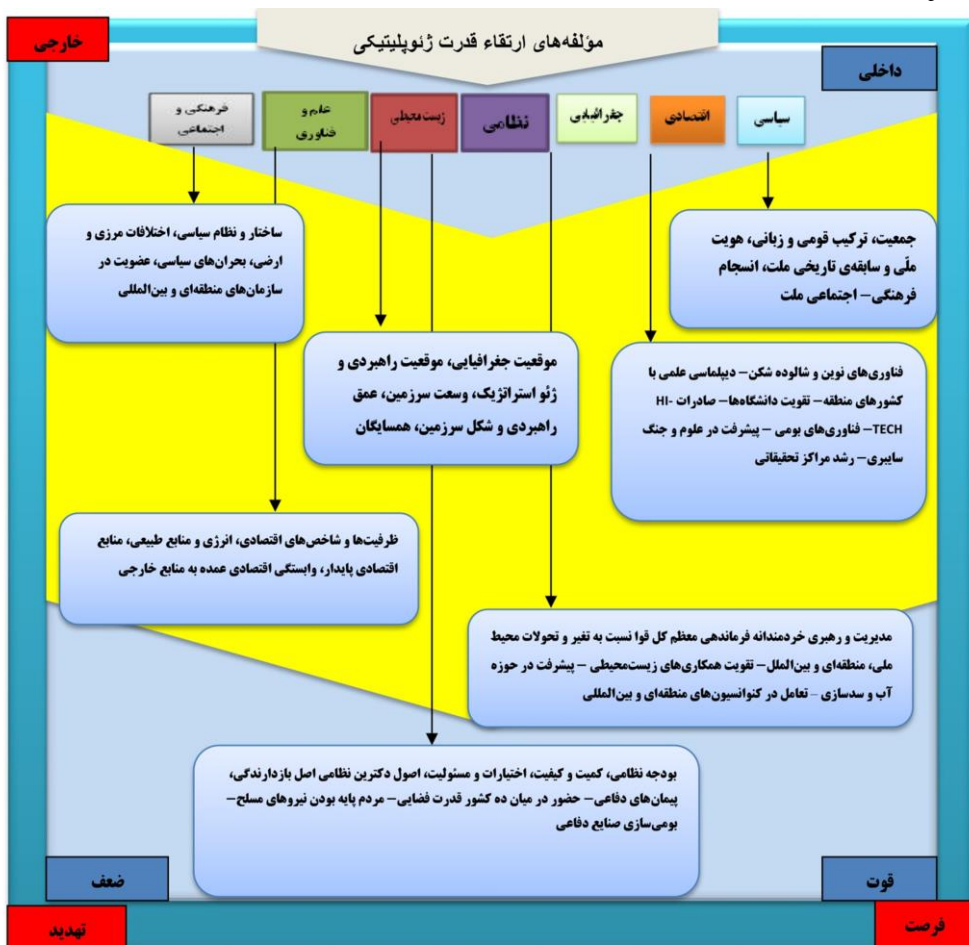 مؤلفه‌های ارتقاء قدرت ژئوپلیتیکی
خارجی
داخلی
سیاسی
اقتصادی
جغرافیایی
نظامی
زیست‌محیطی
علم و
فناوری
فرهنگی و
اجتماعی
جمعیت، ترکیب قومی و زبانی، هویت
ملّی و سابقه‌ی تاریخی ملت، انسجام
فرهنگی – اجتماعی ملت
ساختار و نظام سیاسی، اختلافات مرزی و
ارضی، بحران‌های سیاسی، عضویت در
سازمان‌های منطقه‌ای و بین‌المللی
موقعیت جغرافیایی، موقعیت راهبردی و
ژئو استراتژیک، وسعت سرزمین، عمق
راهبردی و شکل سرزمین، همسایگان
فناوری‌های نوین و شالوده شکن – دیپلماسی علمی با
کشورهای منطقه – تقویت دانشگاه‌ها – صادرات HI-
TECH – فناوری‌های بومی – پیشرفت در علوم و جنگ
سایبری – رشد مراکز تحقیقاتی
ظرفیت‌ها و شاخص‌های اقتصادی، انرژی و منابع طبیعی، منابع
اقتصادی پایدار، وابستگی اقتصادی عمده به منابع خارجی
مدیریت و رهبری خردمندانه فرماندهی معظم کل قوا نسبت به تغیر و تحولات محیط
ملی، منطقه‌ای و بین‌الملل – تقویت همکاری‌های زیست‌محیطی – پیشرفت در حوزه
آب و سدسازی – تعامل در کنوانسیون‌های منطقه‌ای و بین‌المللی
بودجه نظامی، کمیت و کیفیت، اختیارات و مسئولیت، اصول دکترین نظامی اصل بازدارندگی،
پیمان‌های دفاعی – حضور در میان ده کشور قدرت فضایی – مردم پایه بودن نیروهای مسلح –
بومی‌سازی صنایع دفاعی
قوت
ضعف
فرصت
تهدید